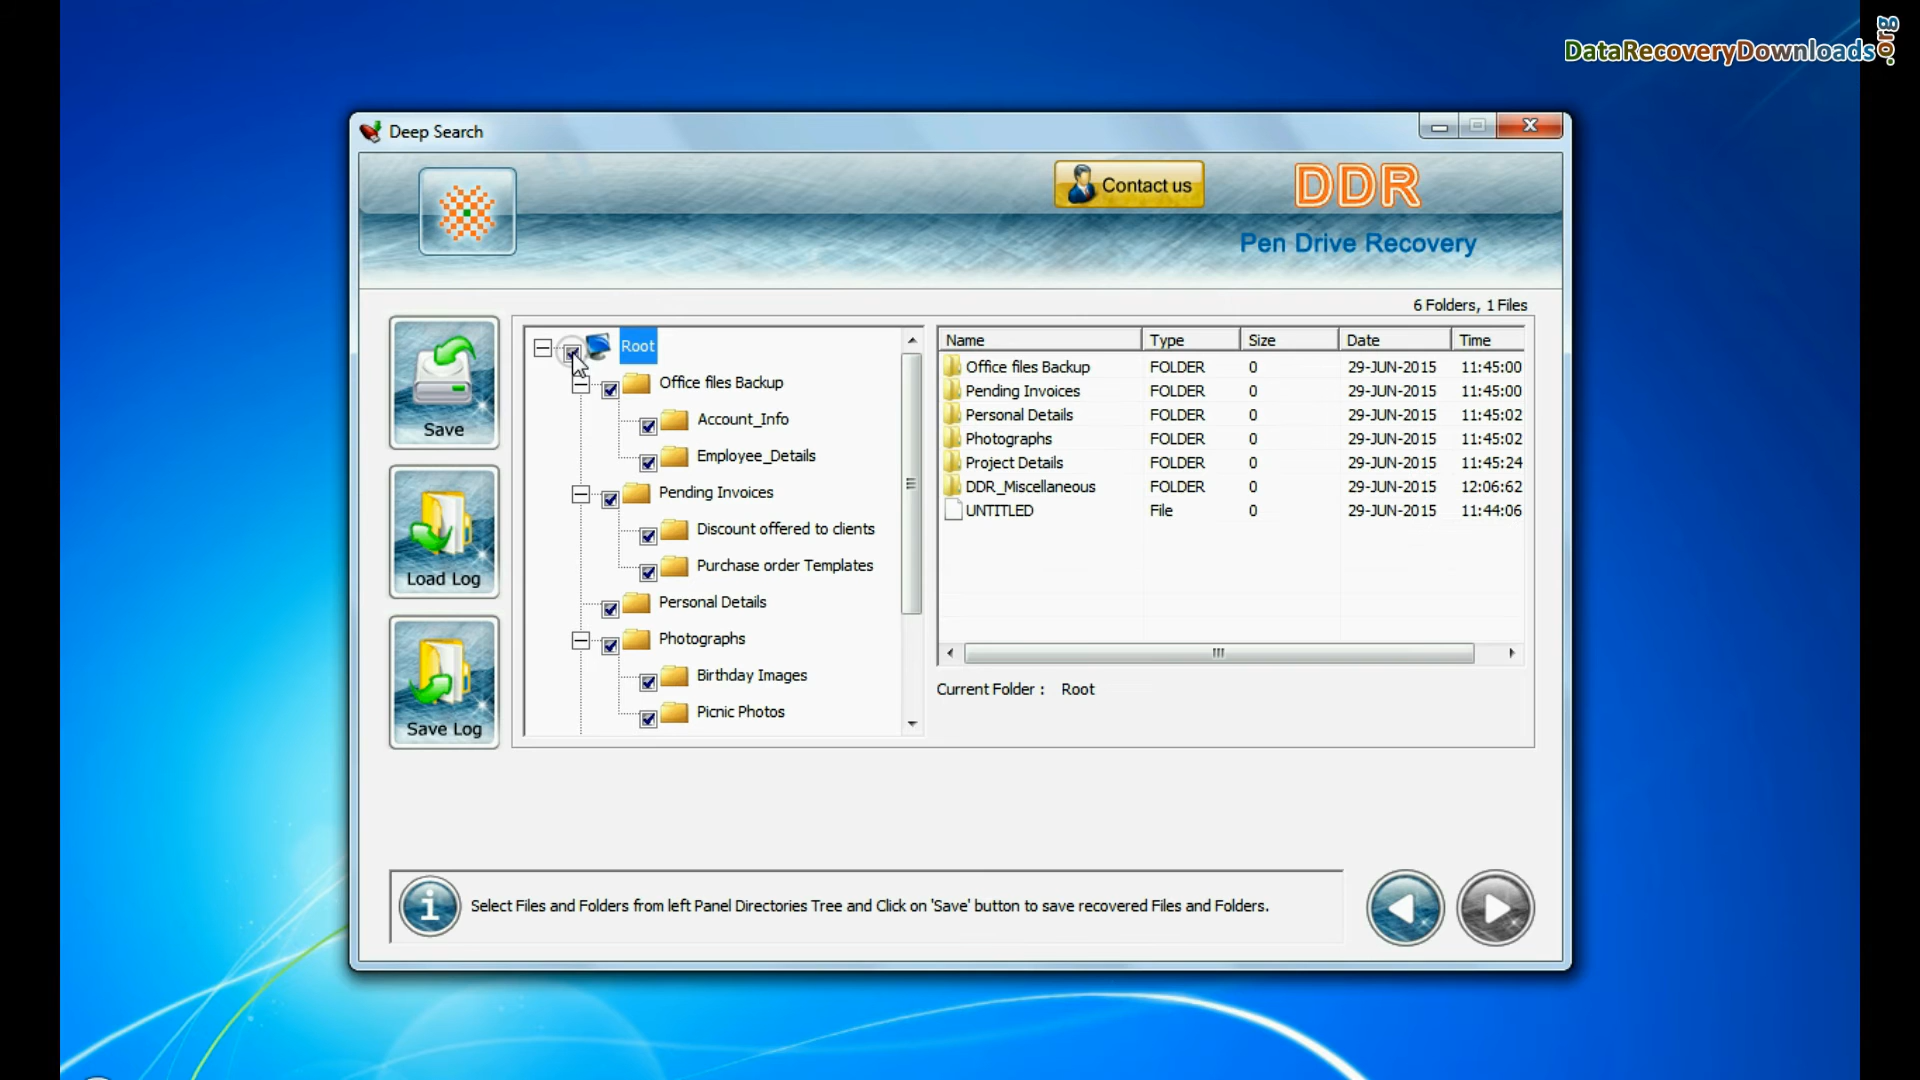 DataRecoveryDownloads.org
Deep Search
Contact us
DDR
Pen Drive Recovery
6 Folders, 1 Files
Save
Load Log
Save Log
Root
Office files Backup
Account_Info
Employee_Details
Pending Invoices
Discount offered to clients
Purchase order Templates
Personal Details
Photographs
Birthday Images
Picnic Photos
Name Type Size Date Time
Office files Backup FOLDER 0 29-JUN-2015 11:45:00
Pending Invoices FOLDER 0 29-JUN-2015 11:45:00
Personal Details FOLDER 0 29-JUN-2015 11:45:02
Photographs FOLDER 0 29-JUN-2015 11:45:02
Project Details FOLDER 0 29-JUN-2015 11:45:24
DDR_Miscellaneous FOLDER 0 29-JUN-2015 12:06:62
UNTITLED File 0 29-JUN-2015 11:44:06
Current Folder : Root
Select Files and Folders from left Panel Directories Tree and Click on 'Save' button to save recovered Files and Folders.